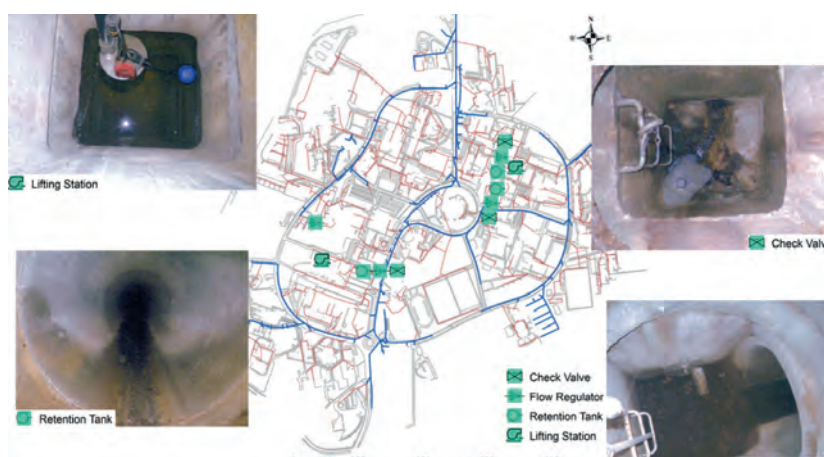 N
W
E
S
Lifting Station
Check Valv
Retention Tank
Check Valve
Flow Regulator
Retention Tank
Lifting Station